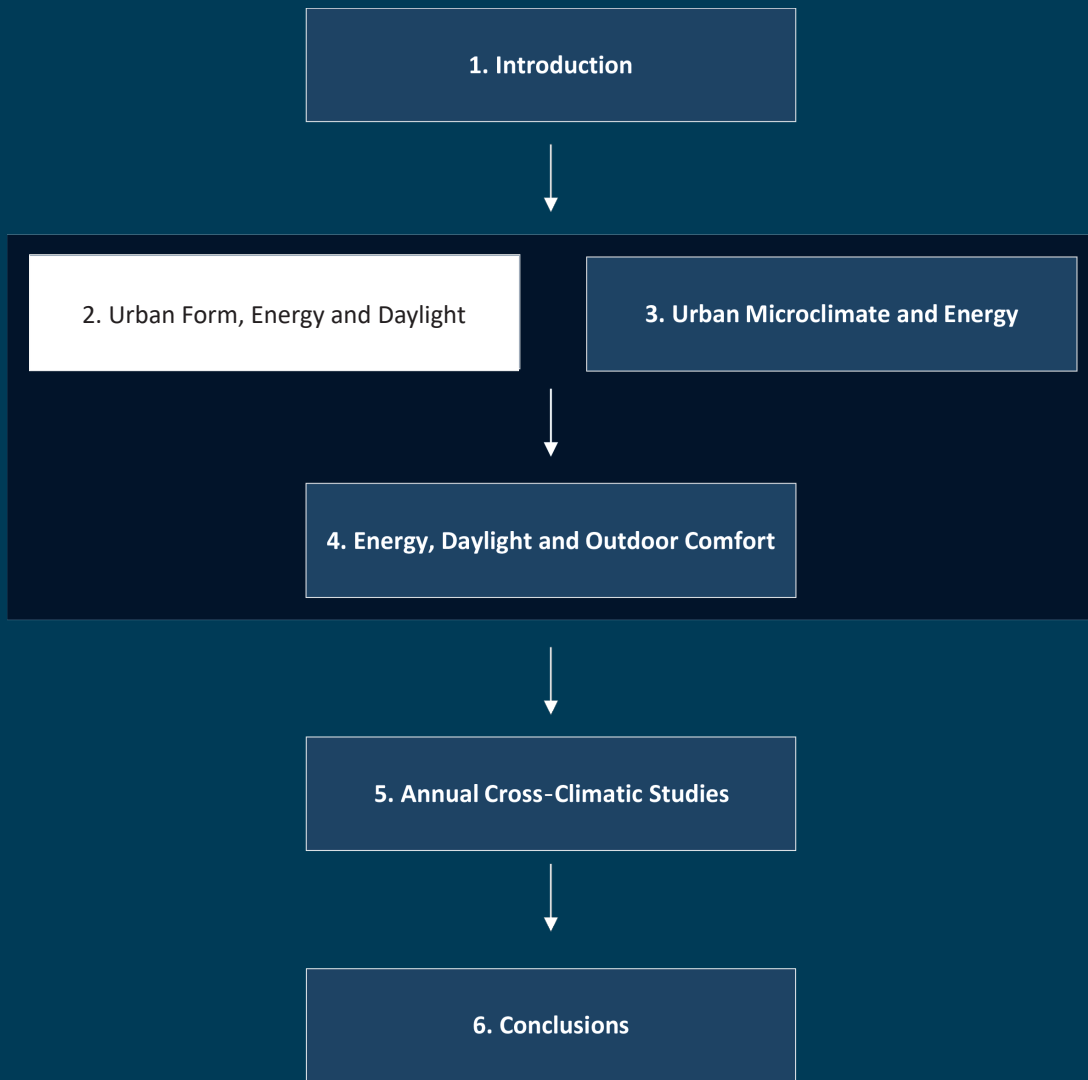 1. Introduction
2. Urban Form, Energy and Daylight
3. Urban Microclimate and Energy
4. Energy, Daylight and Outdoor Comfort
5. Annual Cross-Climatic Studies
6. Conclusions